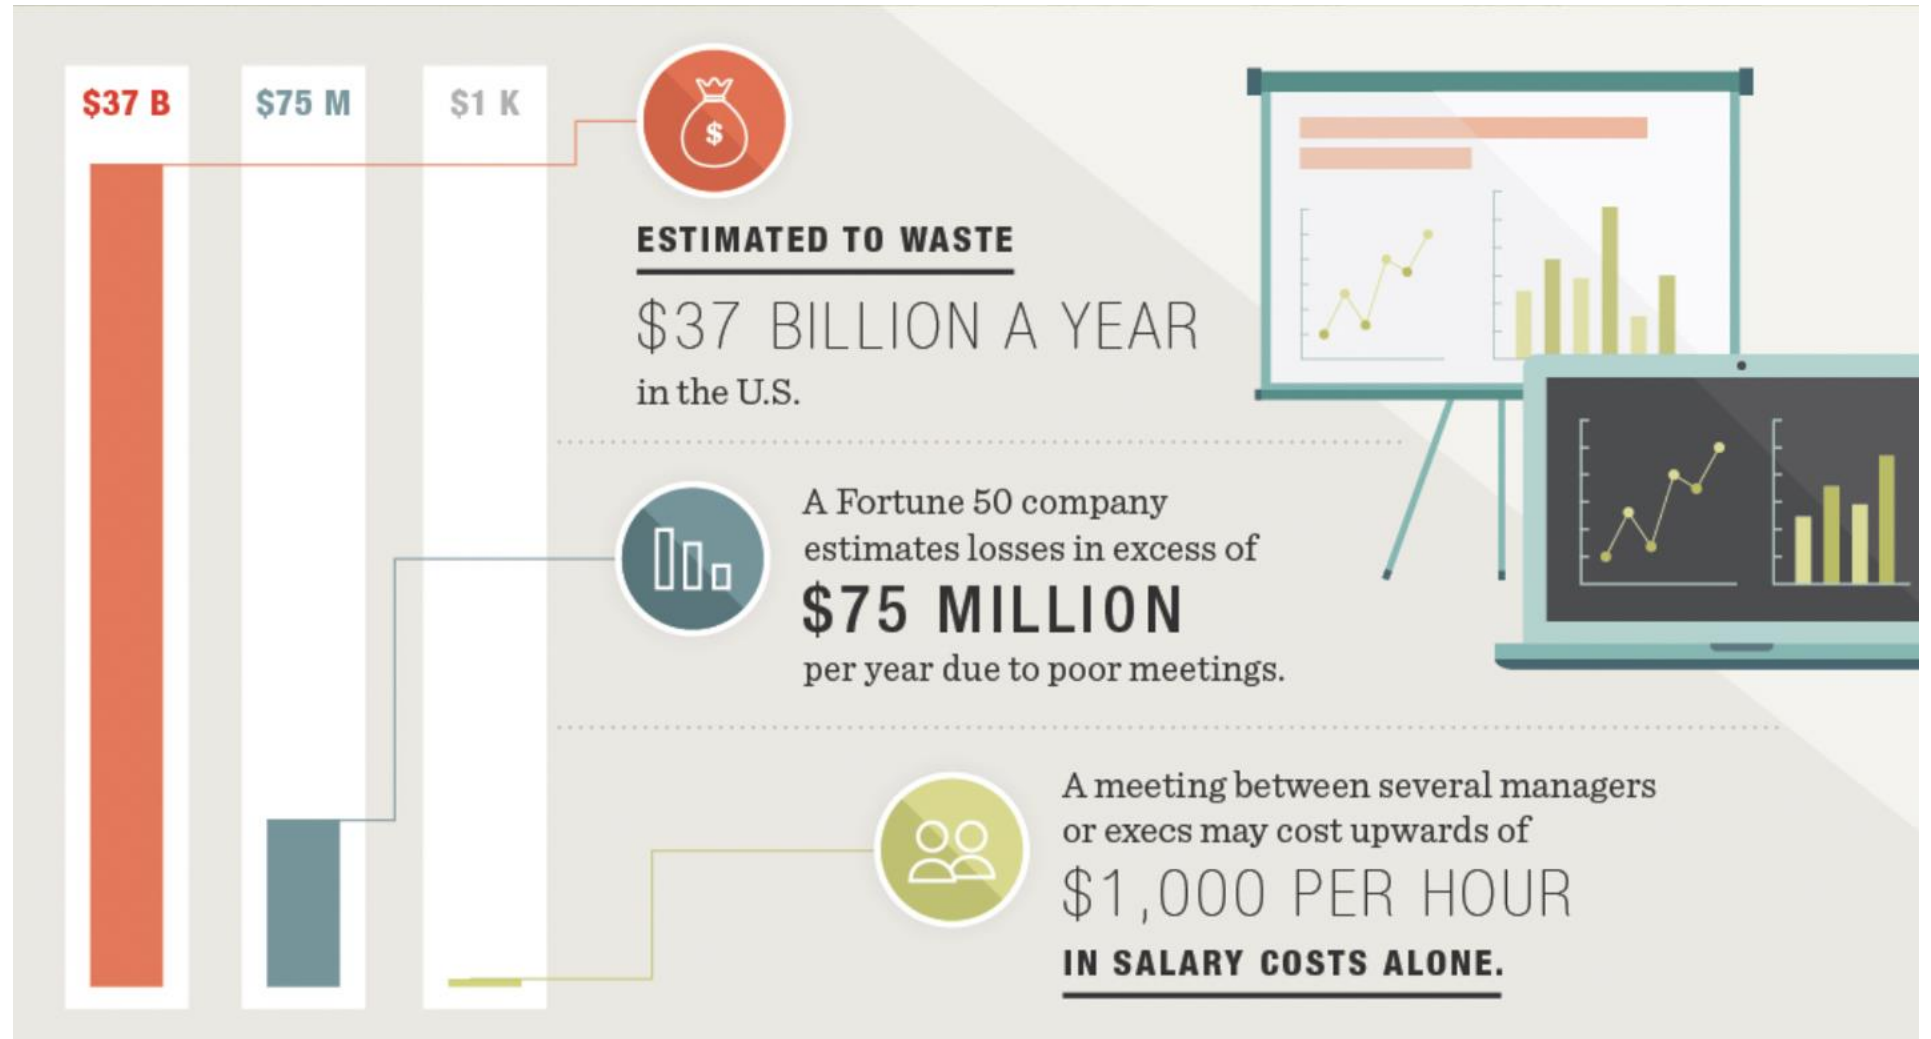 $37 B
$75 M
$1 K
$
ESTIMATED TO WASTE
$37 BILLION A YEAR
in the U.S.
A Fortune 50 company
estimates losses in excess of
$75 MILLION
per year due to poor meetings.
A meeting between several managers
or execs may cost upwards of
$1,000 PER HOUR
IN SALARY COSTS ALONE.